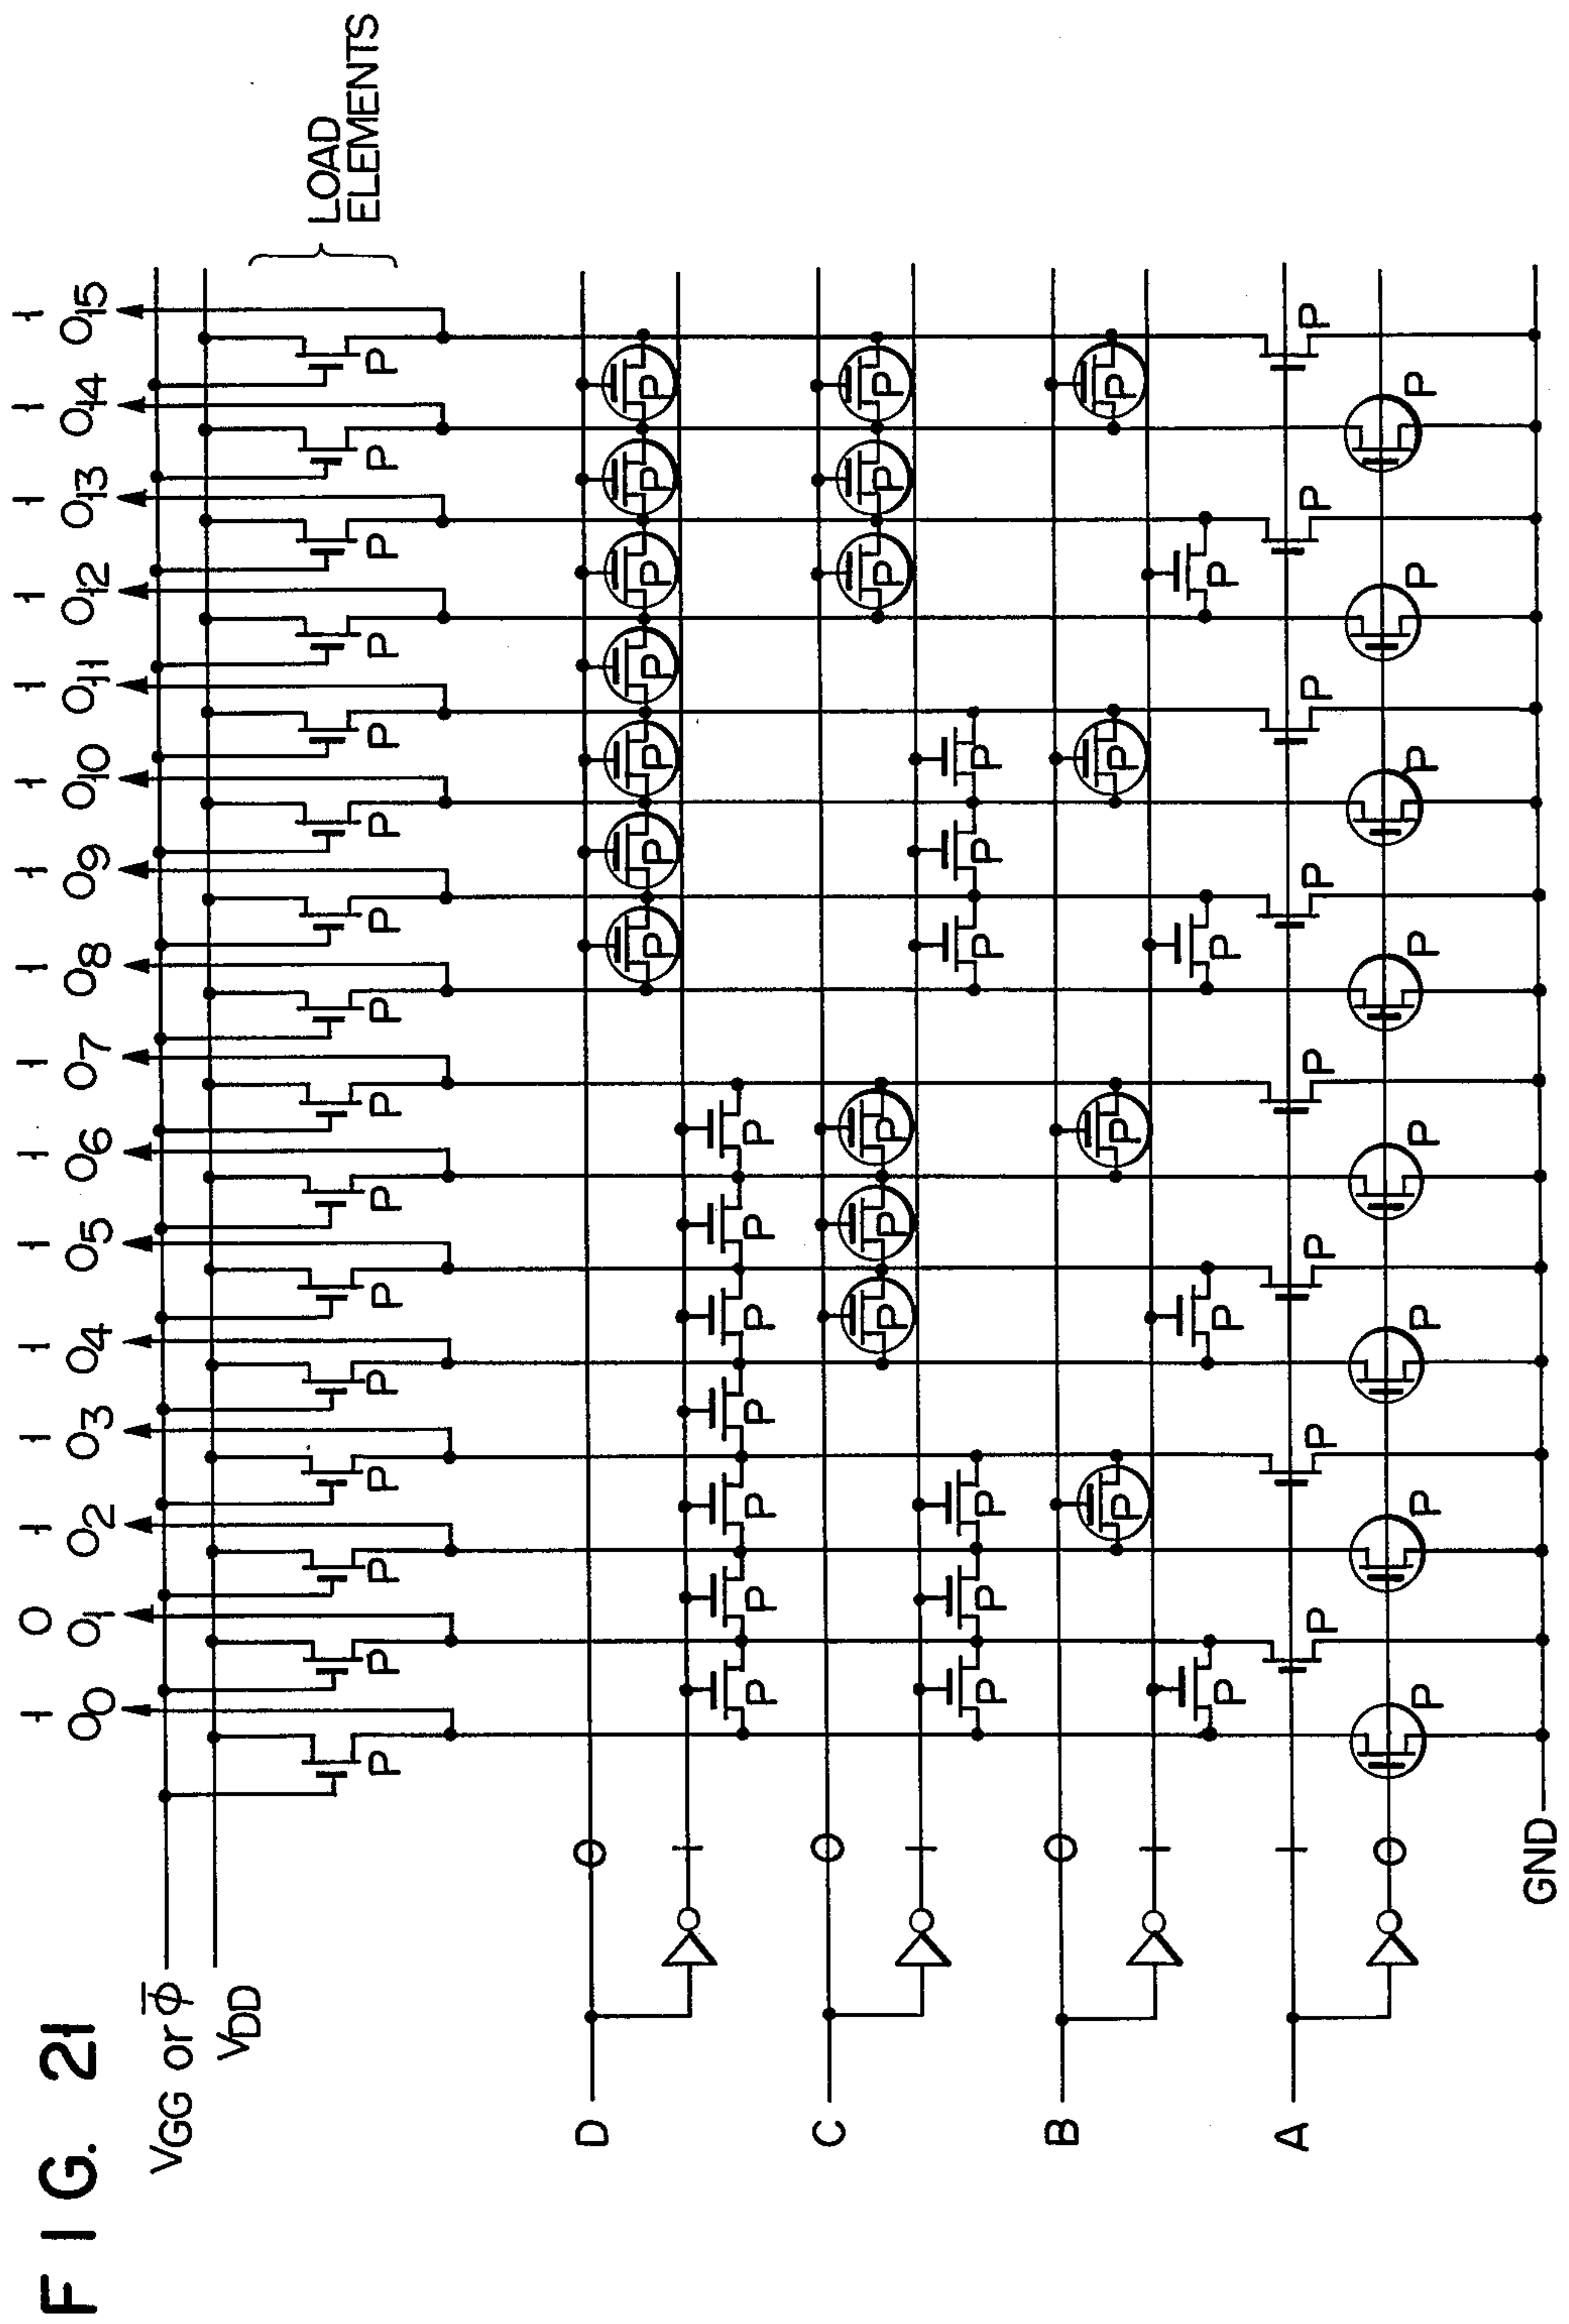 FIG. 21
VGG or φ̅
VDD
1 0 1 1 1 1 1 1 1 1 1 1 1 1 1 1
O0 O1 O2 O3 O4 O5 O6 O7 O8 O9 O10 O11 O12 O13 O14 O15
P P P P P P P P P P P P P P P P
LOAD
ELEMENTS
D 0
P P P P P P P
1
P P P P P P P
C 0
P P P P P P
1
P P P P P P
B 0
P P P P
1
P P P P
A 1
P P P P P P P P
0
P P P P P P P P
GND